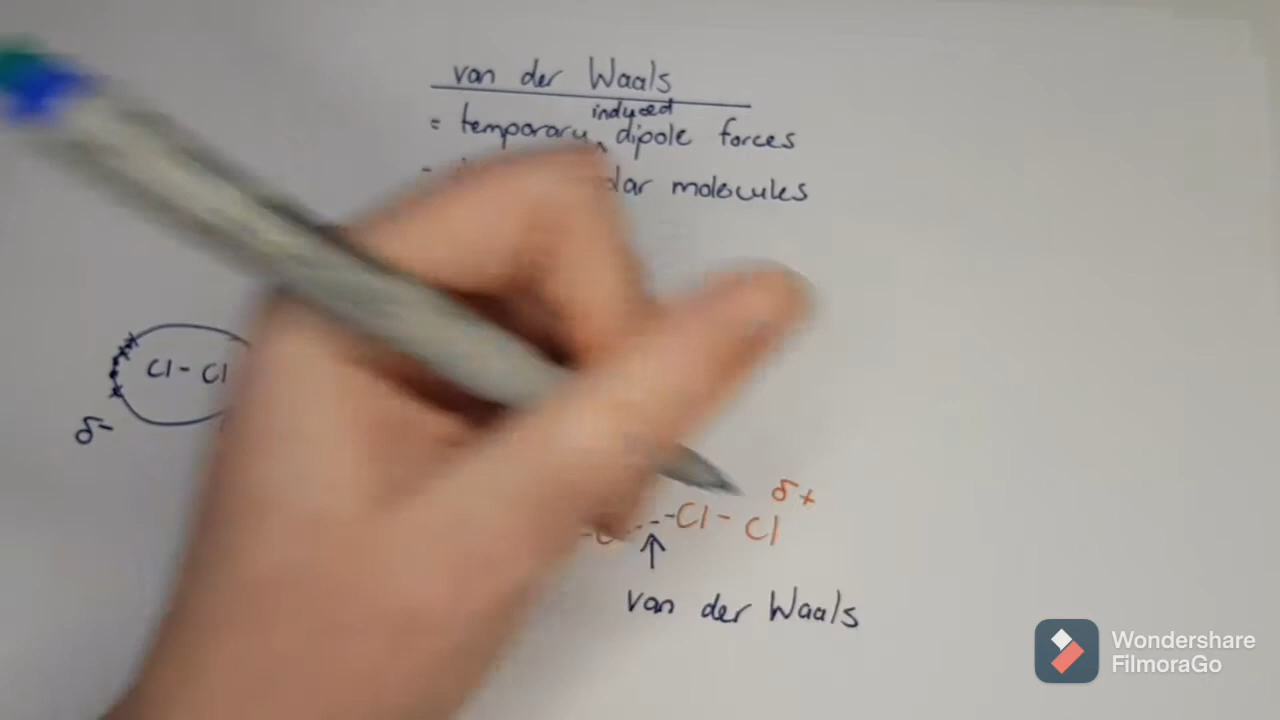 van der Waals
induced
= temporary dipole forces
molecules
Cl - Cl
δ-
δ+
Cl - Cl
van der Waals
Wondershare
FilmoraGo